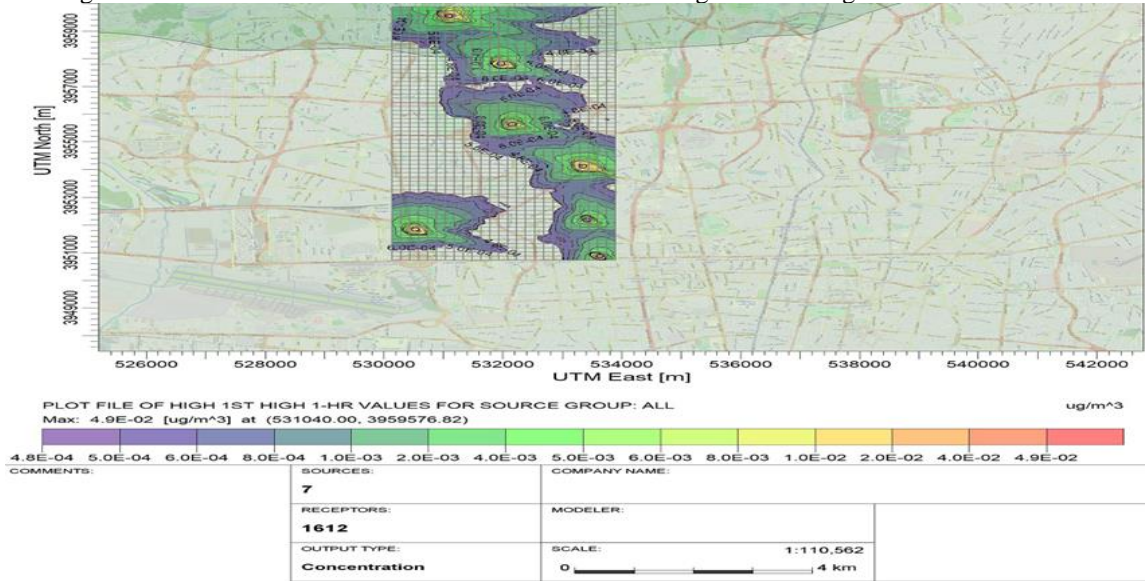 3959000
3957000
3955000
3953000
3951000
3949000
UTM North [m]
526000 528000 530000 532000 534000 536000 538000 540000 542000
UTM East [m]
PLOT FILE OF HIGH 1ST HIGH 1-HR VALUES FOR SOURCE GROUP: ALL
ug/m^3
Max: 4.9E-02 [ug/m^3] at (531040.00, 3959576.82)
4.8E-04 5.0E-04 6.0E-04 8.0E-04 1.0E-03 2.0E-03 4.0E-03 5.0E-03 6.0E-03 8.0E-03 1.0E-02 2.0E-02 4.0E-02 4.9E-02
COMMENTS:
SOURCES:
7
COMPANY NAME:
RECEPTORS:
1612
MODELER:
OUTPUT TYPE:
Concentration
SCALE: 1:110,562
0 4 km